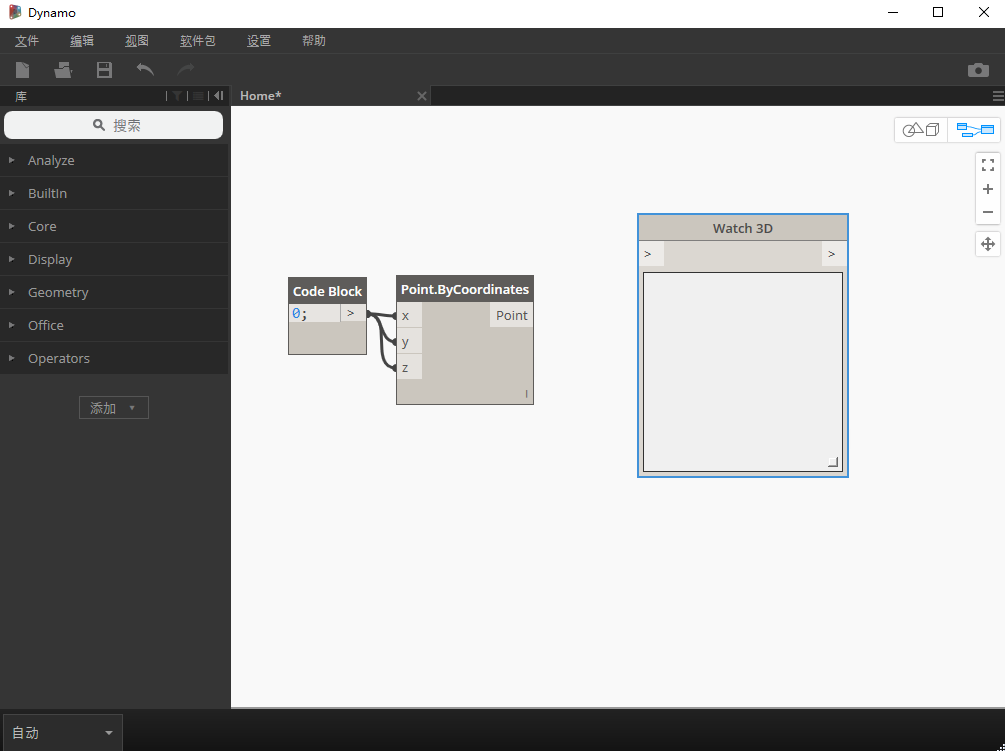 Dynamo
文件 编辑 视图 软件包 设置 帮助
库
Home*
搜索
Analyze
BuiltIn
Core
Display
Geometry
Office
Operators
添加
Code Block
0;
>
Point.ByCoordinates
x
Point
y
z
l
Watch 3D
> >
自动